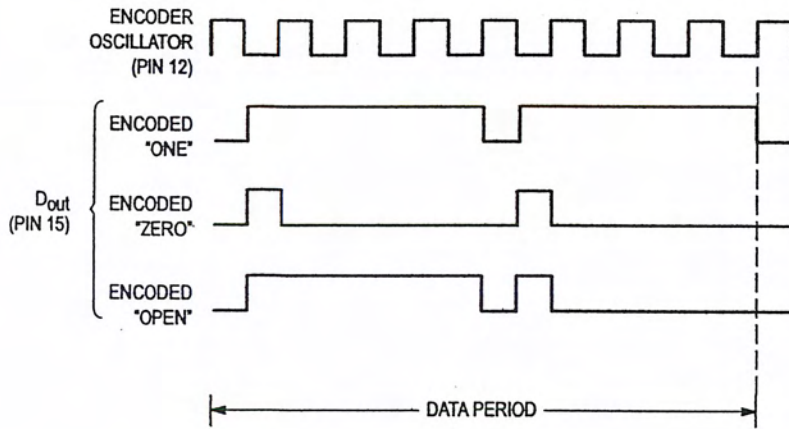 ENCODER
OSCILLATOR
(PIN 12)
ENCODED
"ONE"
Dout
(PIN 15)
ENCODED
"ZERO"
ENCODED
"OPEN"
DATA PERIOD